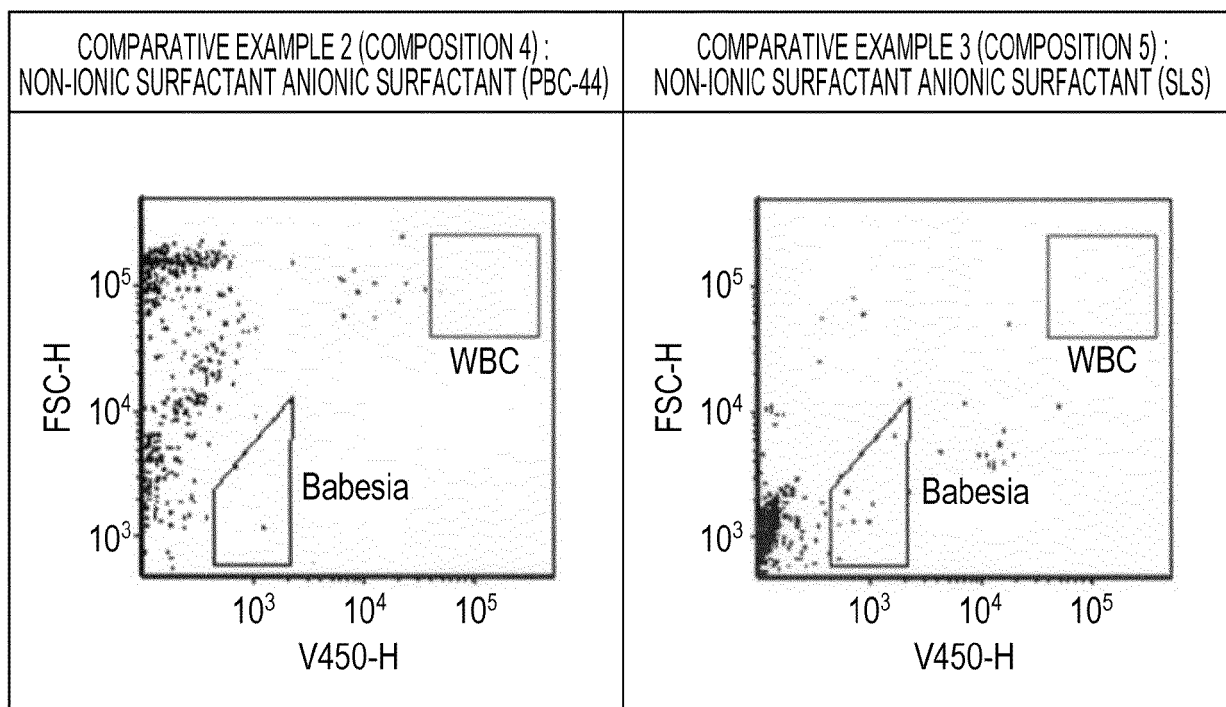 COMPARATIVE EXAMPLE 2 (COMPOSITION 4) :
NON-IONIC SURFACTANT ANIONIC SURFACTANT (PBC-44)
COMPARATIVE EXAMPLE 3 (COMPOSITION 5) :
NON-IONIC SURFACTANT ANIONIC SURFACTANT (SLS)
FSC-H
10⁵
10⁴
10³
WBC
Babesia
10³ 10⁴ 10⁵
V450-H
FSC-H
10⁵
10⁴
10³
WBC
Babesia
10³ 10⁴ 10⁵
V450-H